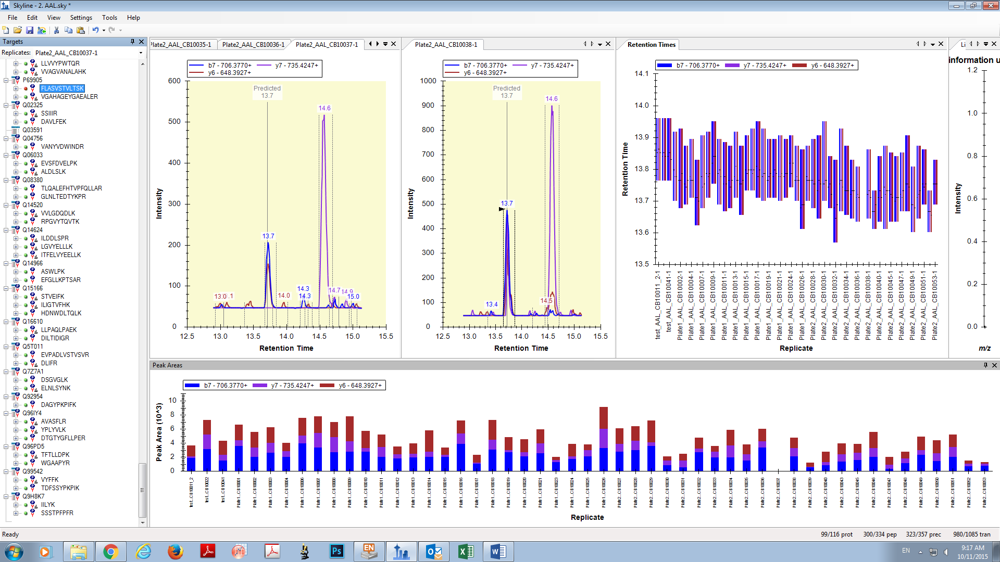 Skyline - 2. AAL.sky *
File Edit View Settings Tools Help
Targets
Replicates: Plate2_AAL_CB10037-1
LLVVYPWTQR
VVAGVANALAHK
P69905
FLASVSTVLTSK
VGAHAGEYGAEALER
Q02325
SSIIIR
DAVLFEK
Q03591
Q04756
VANYVDWINDR
Q06033
EVSFDVELPK
ALDLSLK
Q08380
TLQALEFHTVPFQLLAR
GLNLTEDTYKPR
Q14520
VVLGDQDLK
RPGVYTQVTK
Q14624
ILDDLSPR
LGVYELLLK
ITFELVYEELLK
Q14966
ASWLPK
EFGLLKPTSAR
Q15166
STVEIFK
ILIGTVFHK
HDNWDLTQLK
Q16610
LLPAQLPAEK
DILTIDIGR
Q5T011
EVPADLVSTVSVR
DLIFR
Q7Z7A1
DSGVGLK
ELNLSYNK
Q92954
DAGYPKPIFK
Q96IY4
AVASFLR
YPLYVLK
DTGTYGFLLPER
Q96PD5
TFTLLDPK
WGAAPYR
Q99542
VYFFK
TDFSSYPKPIK
Q9H8K7
IILYK
SSSTPFPFR
Plate2_AAL_CB10035-1 Plate2_AAL_CB10036-1 Plate2_AAL_CB10037-1
b7 - 706.3770+ y7 - 735.4247+
y6 - 648.3927+
600
500
400
300
200
100
0
Intensity
Predicted
13.7
14.6
13.7
13.0 .1
14.0
14.3
14.3
14.7
14.9
15.0
12.5 13.0 13.5 14.0 14.5 15.0 15.5
Retention Time
Plate2_AAL_CB10038-1
b7 - 706.3770+ y7 - 735.4247+
y6 - 648.3927+
1000
900
800
700
600
500
400
300
200
100
0
Intensity
Predicted
13.7
14.6
13.7
13.4
14.5
12.5 13.0 13.5 14.0 14.5 15.0 15.5
Retention Time
Retention Times
b7 - 706.3770+ y7 - 735.4247+ y6 - 648.3927+
14.1
14.0
13.9
13.8
13.7
13.6
13.5
Retention Time
test_AAL_CB10011_2-1
test_AAL_CB10041-1
Plate1_AAL_CB10002-1
Plate1_AAL_CB10004-1
Plate1_AAL_CB10007-1
Plate1_AAL_CB10009-1
Plate1_AAL_CB10011-1
Plate1_AAL_CB10013-1
Plate1_AAL_CB10015-1
Plate1_AAL_CB10017-1
Plate1_AAL_CB10019-1
Plate1_AAL_CB10021-1
Plate1_AAL_CB10024-1
Plate1_AAL_CB10026-1
Plate1_AAL_CB10028-1
Plate2_AAL_CB10030-1
Plate2_AAL_CB10032-1
Plate2_AAL_CB10034-1
Plate2_AAL_CB10036-1
Plate2_AAL_CB10038-1
Plate2_AAL_CB10040-1
Plate2_AAL_CB10045-1
Plate2_AAL_CB10047-1
Plate2_AAL_CB10049-1
Plate2_AAL_CB10051-1
Plate2_AAL_CB10053-1
Replicate
Li
information u
1.2
1.0
0.8
0.6
0.4
0.2
0.0
Intensity
m/z
Peak Areas
b7 - 706.3770+ y7 - 735.4247+ y6 - 648.3927+
10
8
6
4
2
0
Peak Area (10^3)
Replicate
Ready
99/116 prot 300/334 pep 323/357 prec 980/1085 tran
EN
Ps
EN
9:17 AM
10/11/2015